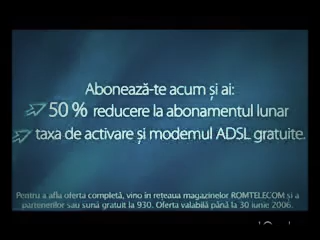 Abonează-te acum și ai:
50 % reducere la abonamentul lunar
taxa de activare și modemul ADSL gratuite.
Pentru a afla oferta completă, vino în rețeaua magazinelor ROMTELECOM și a
partenerilor sau sună gratuit la 930. Oferta valabilă până la 30 iunie 2006.